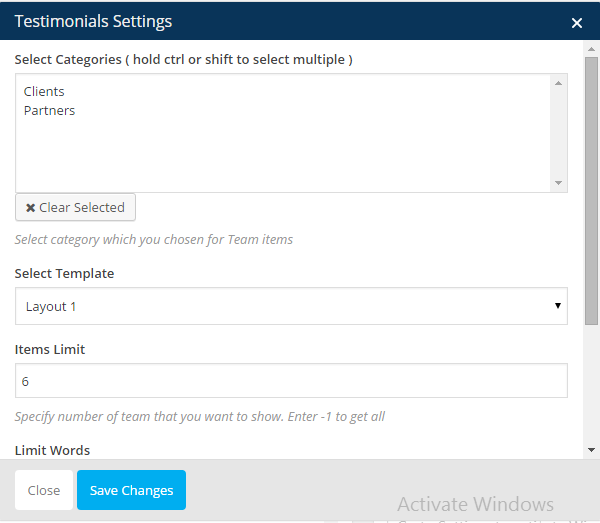 Testimonials Settings
Select Categories ( hold ctrl or shift to select multiple )
Clients
Partners
Clear Selected
Select category which you chosen for Team items
Select Template
Layout 1
Items Limit
6
Specify number of team that you want to show. Enter -1 to get all
Limit Words
Close
Save Changes
Activate Windows